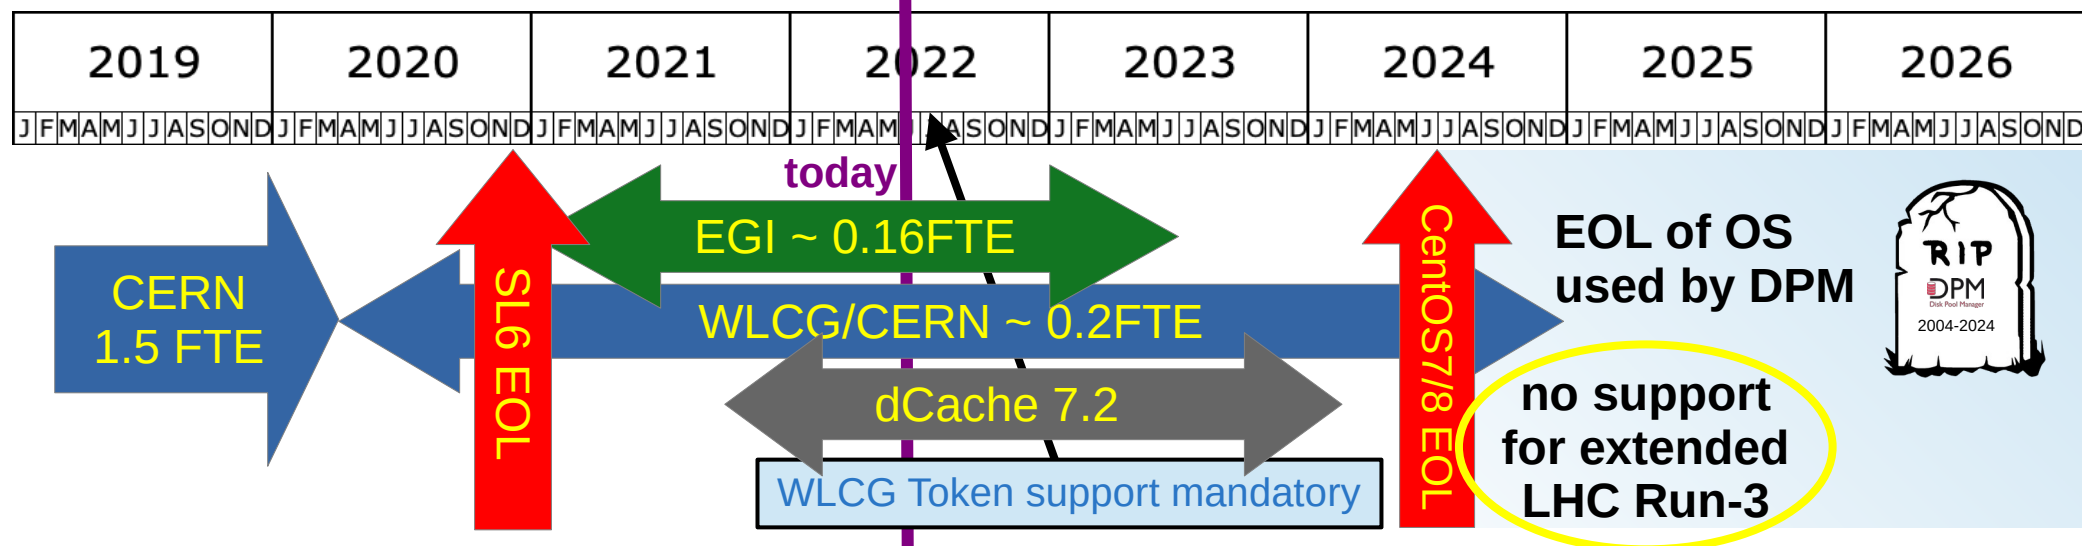 2019 2020 2021 2022 2023 2024 2025 2026
J F M A M J J A S O N D J F M A M J J A S O N D J F M A M J J A S O N D J F M A M J J A S O N D J F M A M J J A S O N D J F M A M J J A S O N D J F M A M J J A S O N D J F M A M J J A S O N D
today
CERN
1.5 FTE
SL6 EOL
EGI ~ 0.16FTE
WLCG/CERN ~ 0.2FTE
dCache 7.2
WLCG Token support mandatory
CentOS7/8 EOL
EOL of OS
used by DPM
no support
for extended
LHC Run-3
RIP
DPM
Disk Pool Manager
2004-2024